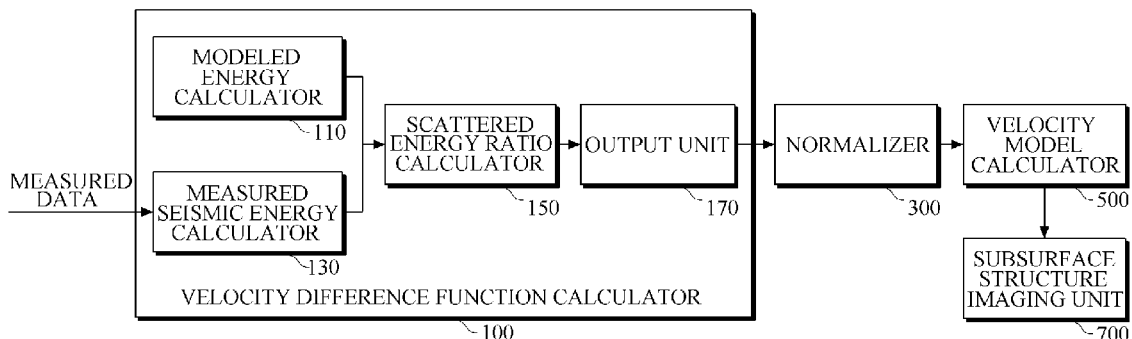 MEASURED
DATA
MODELED
ENERGY
CALCULATOR
110
MEASURED
SEISMIC ENERGY
CALCULATOR
130
SCATTERED
ENERGY RATIO
CALCULATOR
150
OUTPUT UNIT
170
VELOCITY DIFFERENCE FUNCTION CALCULATOR
100
NORMALIZER
300
VELOCITY
MODEL
CALCULATOR
500
SUBSURFACE
STRUCTURE
IMAGING UNIT
700